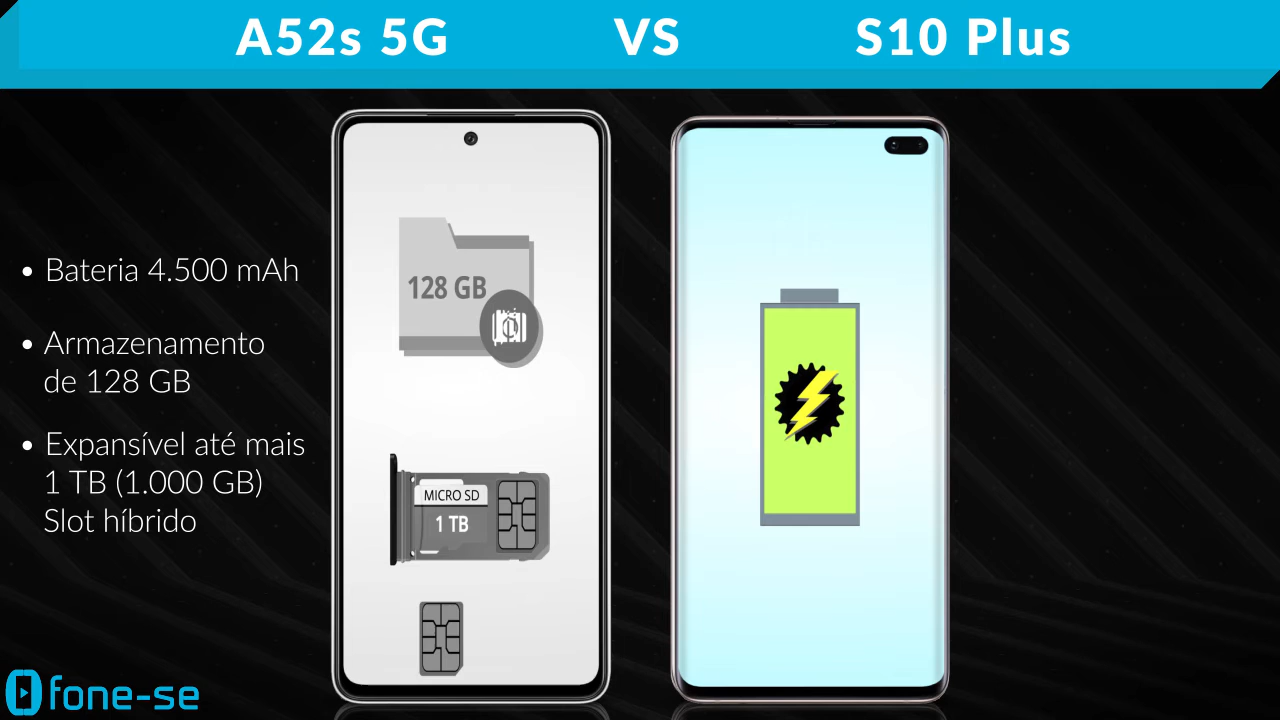 A52s 5G VS S10 Plus
• Bateria 4.500 mAh
• Armazenamento
de 128 GB
• Expansível até mais
1 TB (1.000 GB)
Slot híbrido
128 GB
MICRO SD
1 TB
fone-se